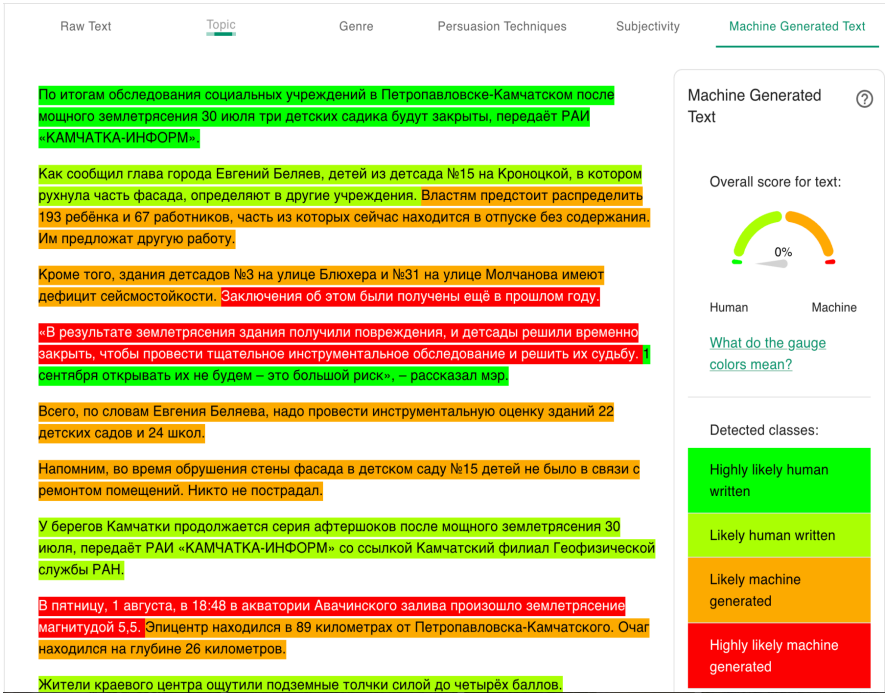 Raw Text
Topic
Genre
Persuasion Techniques
Subjectivity
Machine Generated Text
По итогам обследования социальных учреждений в Петропавловске-Камчатском после
мощного землетрясения 30 июля три детских садика будут закрыты, передаёт РАИ
«КАМЧАТКА-ИНФОРМ».
Как сообщил глава города Евгений Беляев, детей из детсада №15 на Кроноцкой, в котором
рухнула часть фасада, определяют в другие учреждения. Властям предстоит распределить
193 ребёнка и 67 работников, часть из которых сейчас находится в отпуске без содержания.
Им предложат другую работу.
Кроме того, здания детсадов №3 на улице Блюхера и №31 на улице Молчанова имеют
дефицит сейсмостойкости. Заключения об этом были получены ещё в прошлом году.
«В результате землетрясения здания получили повреждения, и детсады решили временно
закрыть, чтобы провести тщательное инструментальное обследование и решить их судьбу. 1
сентября открывать их не будем – это большой риск», – рассказал мэр.
Всего, по словам Евгения Беляева, надо провести инструментальную оценку зданий 22
детских садов и 24 школ.
Напомним, во время обрушения стены фасада в детском саду №15 детей не было в связи с
ремонтом помещений. Никто не пострадал.
У берегов Камчатки продолжается серия афтершоков после мощного землетрясения 30
июля, передаёт РАИ «КАМЧАТКА-ИНФОРМ» со ссылкой Камчатский филиал Геофизической
службы РАН.
В пятницу, 1 августа, в 18:48 в акватории Авачинского залива произошло землетрясение
магнитудой 5,5. Эпицентр находился в 89 километрах от Петропавловска-Камчатского. Очаг
находился на глубине 26 километров.
Жители краевого центра ощутили подземные толчки силой до четырёх баллов.
Machine Generated
Text
?
Overall score for text:
0%
Human
Machine
What do the gauge
colors mean?
Detected classes:
Highly likely human
written
Likely human written
Likely machine
generated
Highly likely machine
generated